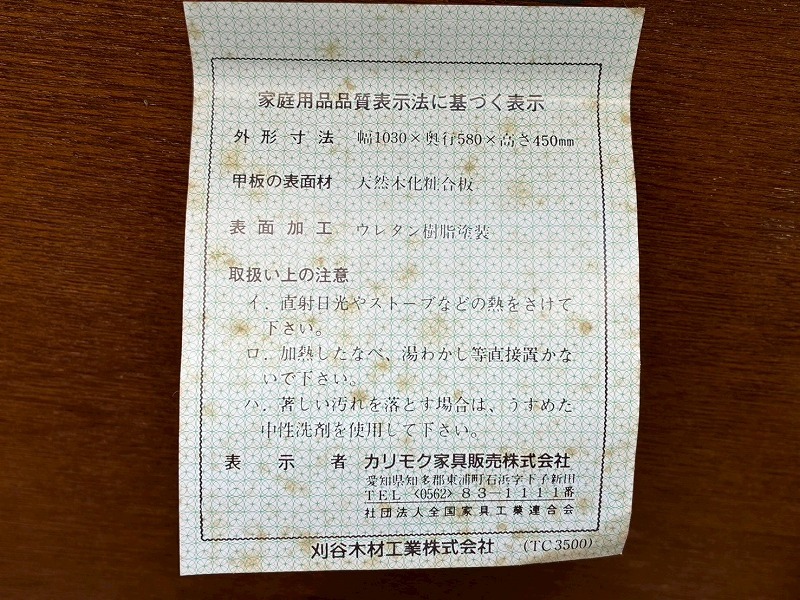 家庭用品品質表示法に基づく表示
外形寸法 幅1030×奥行580×高さ450mm
甲板の表面材 天然木化粧合板
表面加工 ウレタン樹脂塗装
取扱い上の注意
イ．直射日光やストーブなどの熱をさけて
下さい。
ロ．加熱したなべ、湯わかし等直接置かな
いで下さい。
ハ．著しい汚れを落とす場合は、うすめた
中性洗剤を使用して下さい。
表示者 カリモク家具販売株式会社
愛知県知多郡東浦町石浜字下子新田
TEL <0562> 83-1111番
社団法人全国家具工業連合会
刈谷木材工業株式会社 (TC3500)